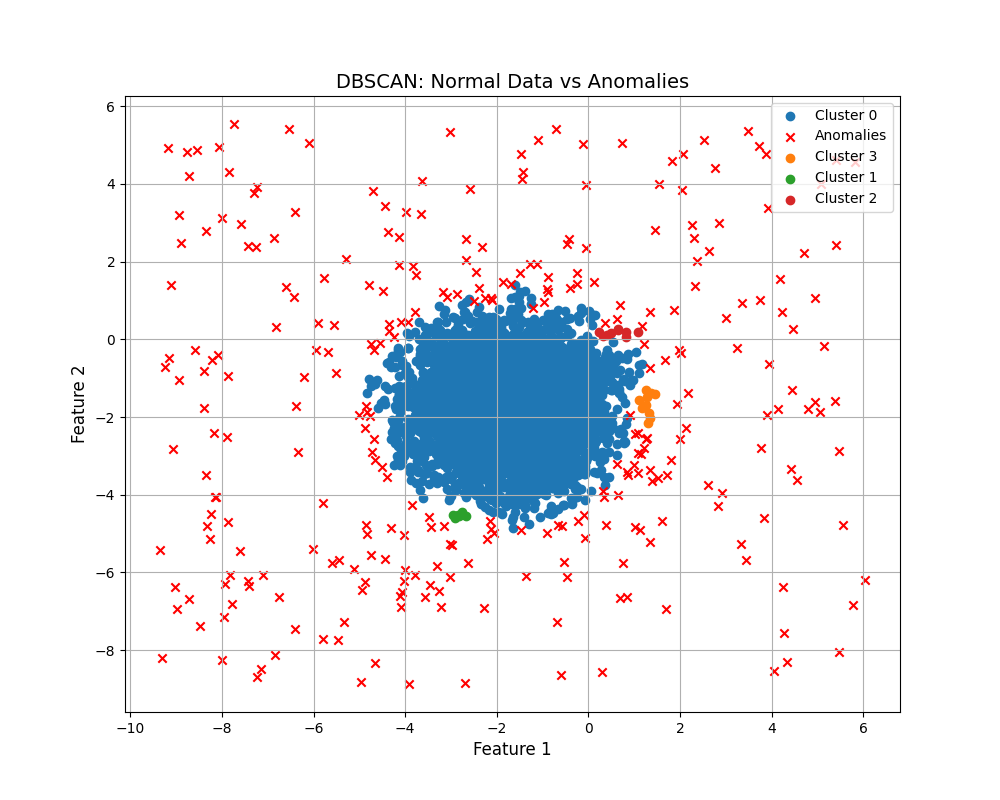 DBSCAN: Normal Data vs Anomalies
Cluster 0
Anomalies
Cluster 3
Cluster 1
Cluster 2
6
4
2
0
−2
−4
−6
−8
Feature 2
−10
−8
−6
−4
−2
0
2
4
6
Feature 1